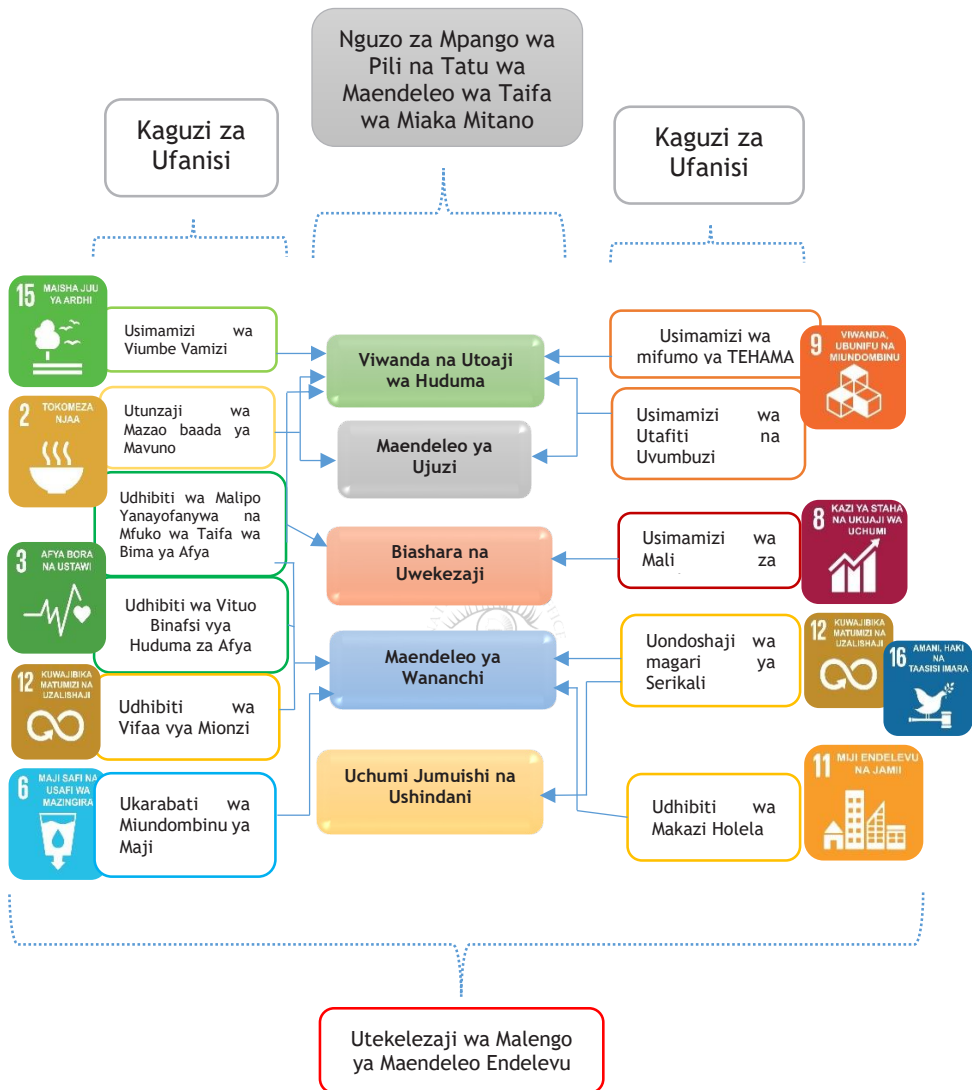 Nguzo za Mpango wa
Pili na Tatu wa
Maendeleo wa Taifa
wa Miaka Mitano
Kaguzi za
Ufanisi
Kaguzi za
Ufanisi
15 MAISHA JUU
YA ARDHI
Usimamizi wa
Viumbe Vamizi
2 TOKOMEZA
NJAA
Utunzaji wa
Mazao baada ya
Mavuno
Udhibiti wa Malipo
Yanayofanywa na
Mfuko wa Taifa wa
Bima ya Afya
3 AFYA BORA
NA USTAWI
Udhibiti wa Vituo
Binafsi vya
Huduma za Afya
12 KUWAJIBIKA
MATUMIZI NA
UZALISHAJI
Udhibiti wa
Vifaa vya Mionzi
6 MAJI SAFI NA
USAFI WA
MAZINGIRA
Ukarabati wa
Miundombinu ya
Maji
Viwanda na Utoaji
wa Huduma
Maendeleo ya
Ujuzi
Biashara na
Uwekezaji
Maendeleo ya
Wananchi
Uchumi Jumuishi na
Ushindani
Usimamizi wa
mifumo ya TEHAMA
9 VIWANDA,
UBUNIFU NA
MIUNDOMBINU
Usimamizi wa
Utafiti na
Uvumbuzi
Usimamizi wa
Mali za
8 KAZI YA STAHA
NA UKUAJI WA
UCHUMI
Uondoshaji wa
magari ya
Serikali
12 KUWAJIBIKA
MATUMIZI NA
UZALISHAJI
16 AMANI, HAKI
NA
TAASISI IMARA
Udhibiti wa
Makazi Holela
11 MIJI ENDELEVU
NA JAMII
Utekelezaji wa Malengo
ya Maendeleo Endelevu